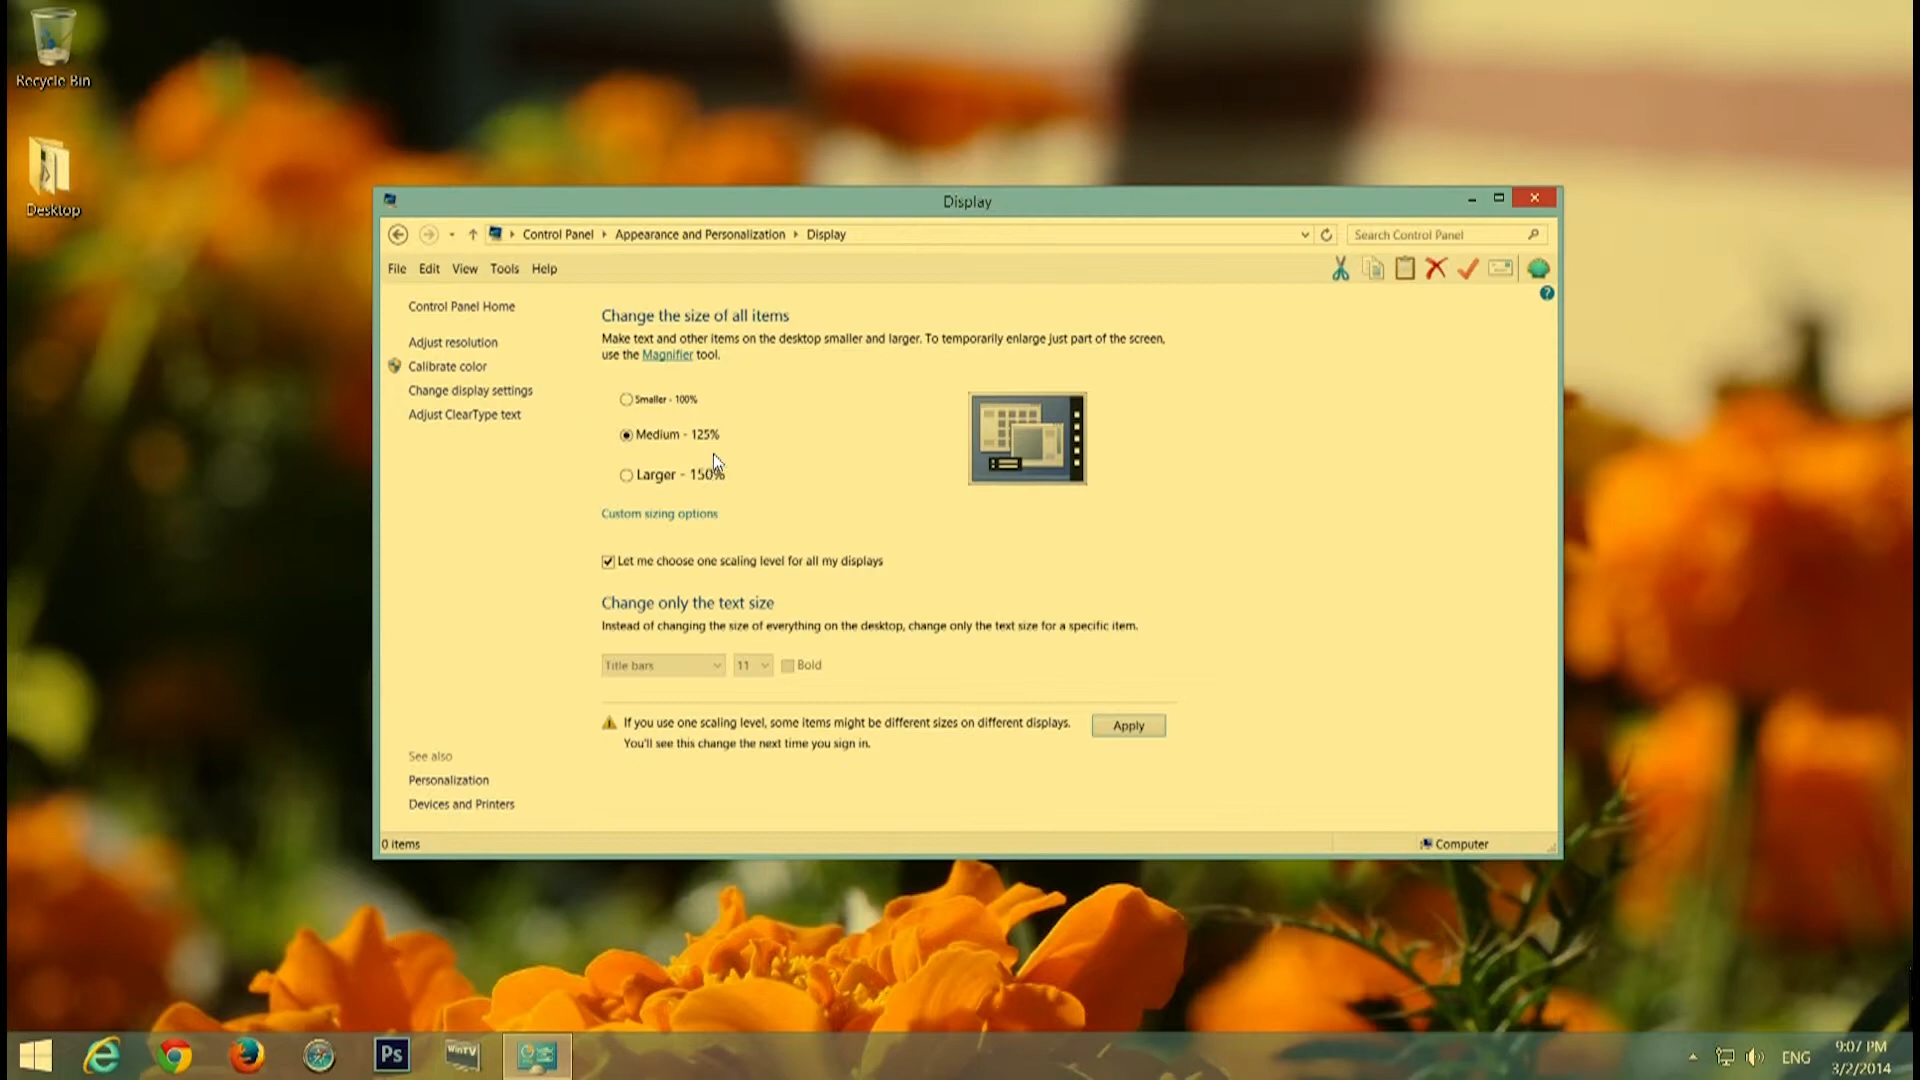 Recycle Bin
Desktop
Display
Control Panel
Appearance and Personalization
Display
Search Control Panel
File
Edit
View
Tools
Help
Control Panel Home
Adjust resolution
Calibrate color
Change display settings
Adjust ClearType text
See also
Personalization
Devices and Printers
Change the size of all items
Make text and other items on the desktop smaller and larger. To temporarily enlarge just part of the screen,
use the Magnifier tool.
Smaller - 100%
Medium - 125%
Larger - 150%
Custom sizing options
Let me choose one scaling level for all my displays
Change only the text size
Instead of changing the size of everything on the desktop, change only the text size for a specific item.
Title bars
11
Bold
If you use one scaling level, some items might be different sizes on different displays.
You'll see this change the next time you sign in.
Apply
0 items
Computer
Ps
WinTV
ENG
9:07 PM
3/2/2014